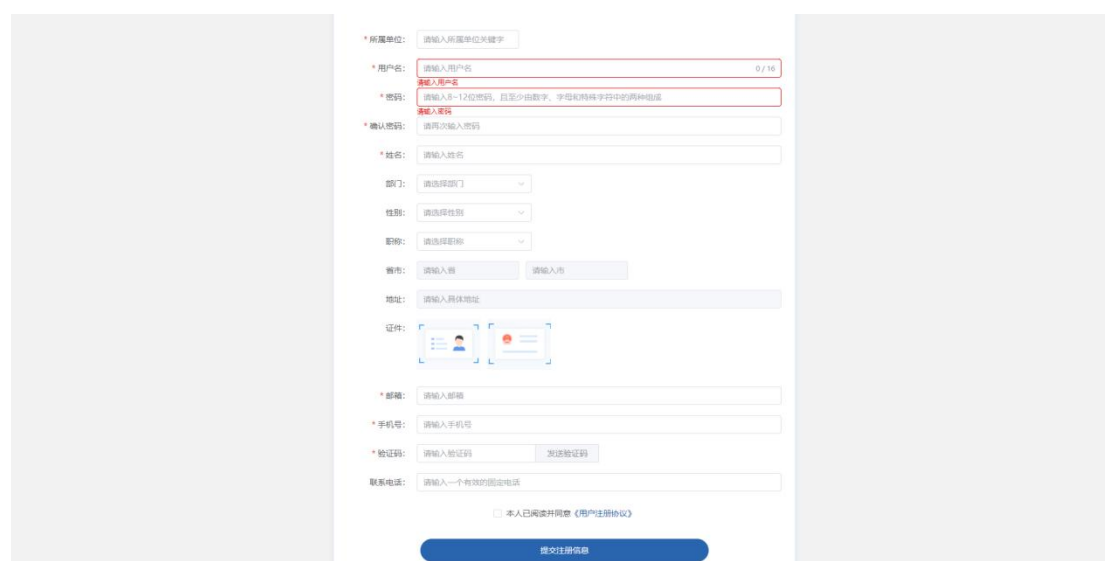 * 所属单位: 请输入所属单位关键字
* 用户名: 请输入用户名 0 / 16
请输入用户名
* 密码: 请输入8~12位密码，且至少由数字、字母和特殊字符中的两种组成
请输入密码
* 确认密码: 请再次输入密码
* 姓名: 请输入姓名
部门: 请选择部门
性别: 请选择性别
职称: 请选择职称
省市: 请输入省 请输入市
地址: 请输入具体地址
证件:
* 邮箱: 请输入邮箱
* 手机号: 请输入手机号
* 验证码: 请输入验证码 发送验证码
联系电话: 请输入一个有效的固定电话
本人已阅读并同意《用户注册协议》
提交注册信息